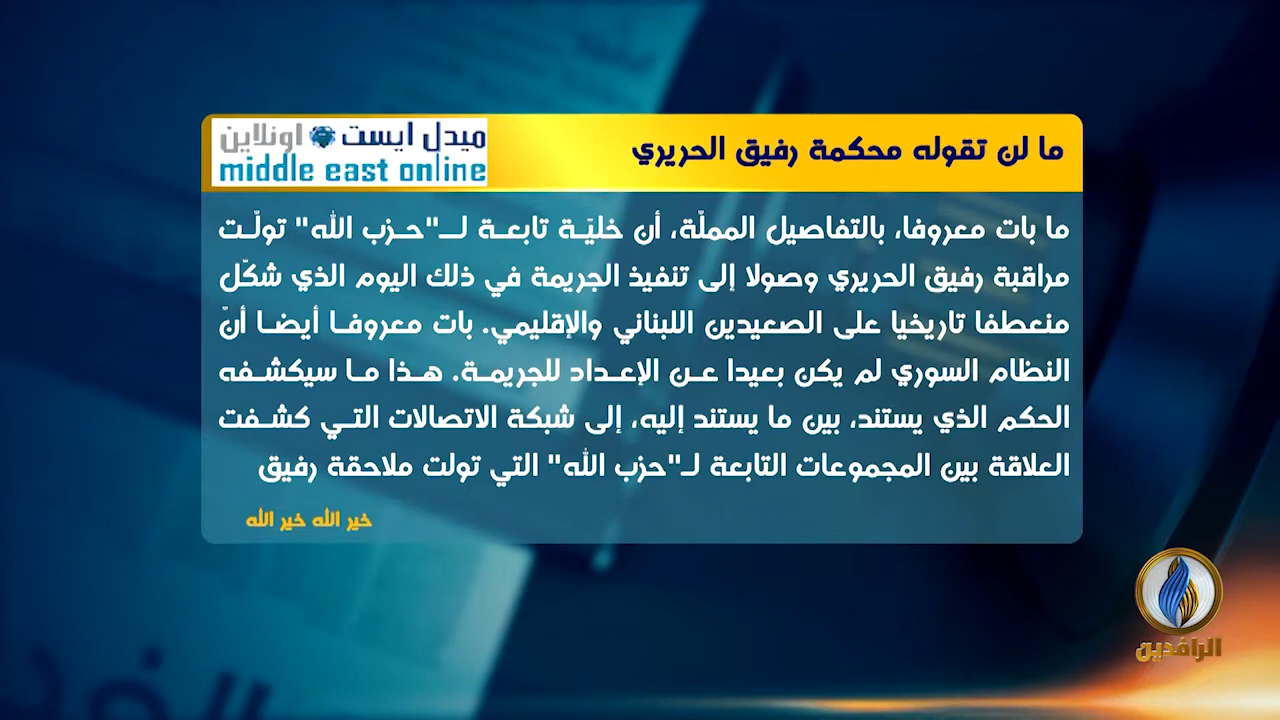 ما لن تقوله محكمة رفيق الحريري
ميدل ايست اونلاين
middle east online
ما بات معروفا، بالتفاصيل المملّة، أن خليّة تابعة لـ"حزب الله" تولّت
مراقبة رفيق الحريري وصولا إلى تنفيذ الجريمة في ذلك اليوم الذي شكّل
منعطفا تاريخيا على الصعيدين اللبناني والإقليمي. بات معروفا أيضا أنّ
النظام السوري لم يكن بعيدا عن الإعداد للجريمة. هذا ما سيكشفه
الحكم الذي يستند، بين ما يستند إليه، إلى شبكة الاتصالات التي كشفت
العلاقة بين المجموعات التابعة لـ"حزب الله" التي تولت ملاحقة رفيق
خير الله خير الله
الرافدين